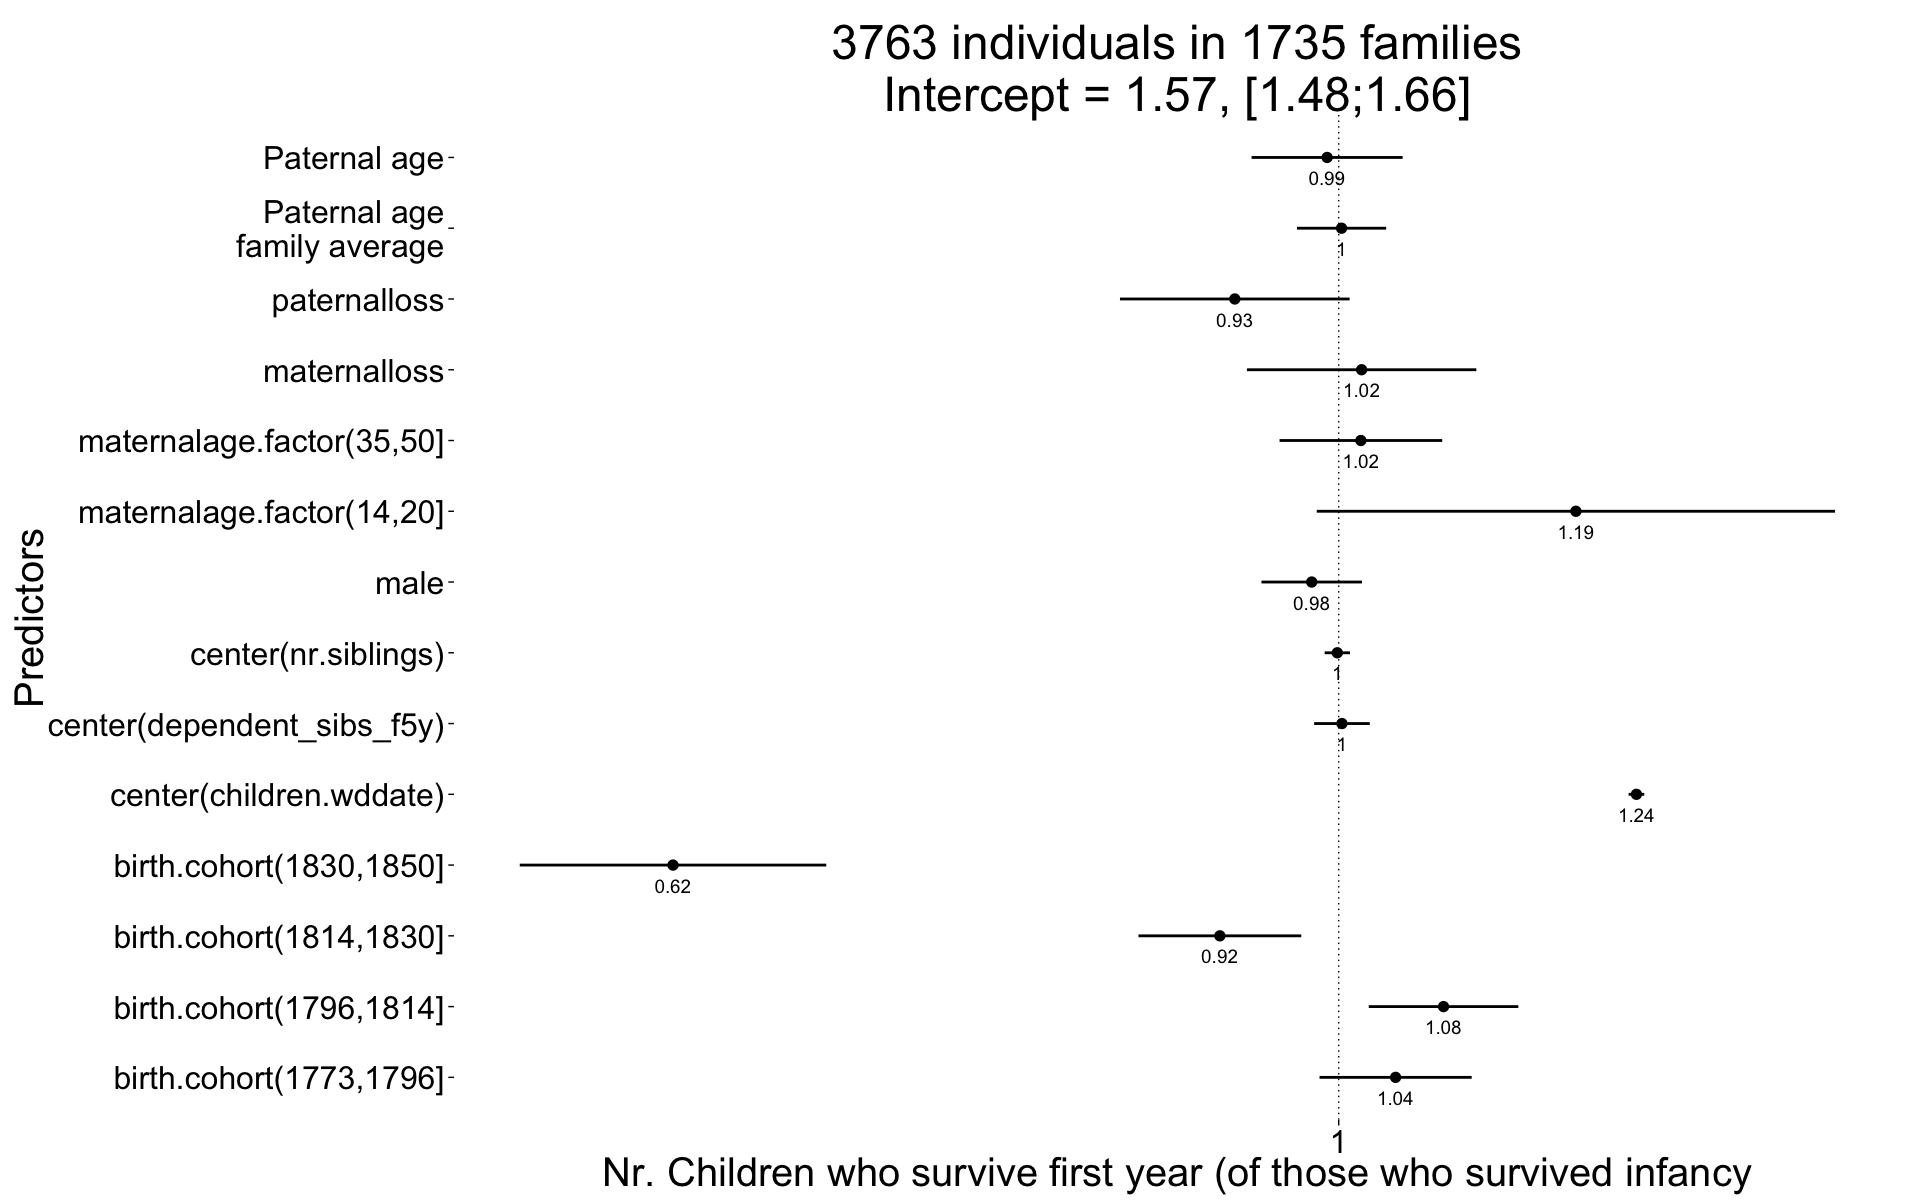 3763 individuals in 1735 families
Intercept = 1.57, [1.48;1.66]
Predictors
Paternal age
0.99
Paternal age
family average
1
paternalloss
0.93
maternalloss
1.02
maternalage.factor(35,50]
1.02
maternalage.factor(14,20]
1.19
male
0.98
center(nr.siblings)
1
center(dependent_sibs_f5y)
1
center(children.wddate)
1.24
birth.cohort(1830,1850]
0.62
birth.cohort(1814,1830]
0.92
birth.cohort(1796,1814]
1.08
birth.cohort(1773,1796]
1.04
1
Nr. Children who survive first year (of those who survived infancy